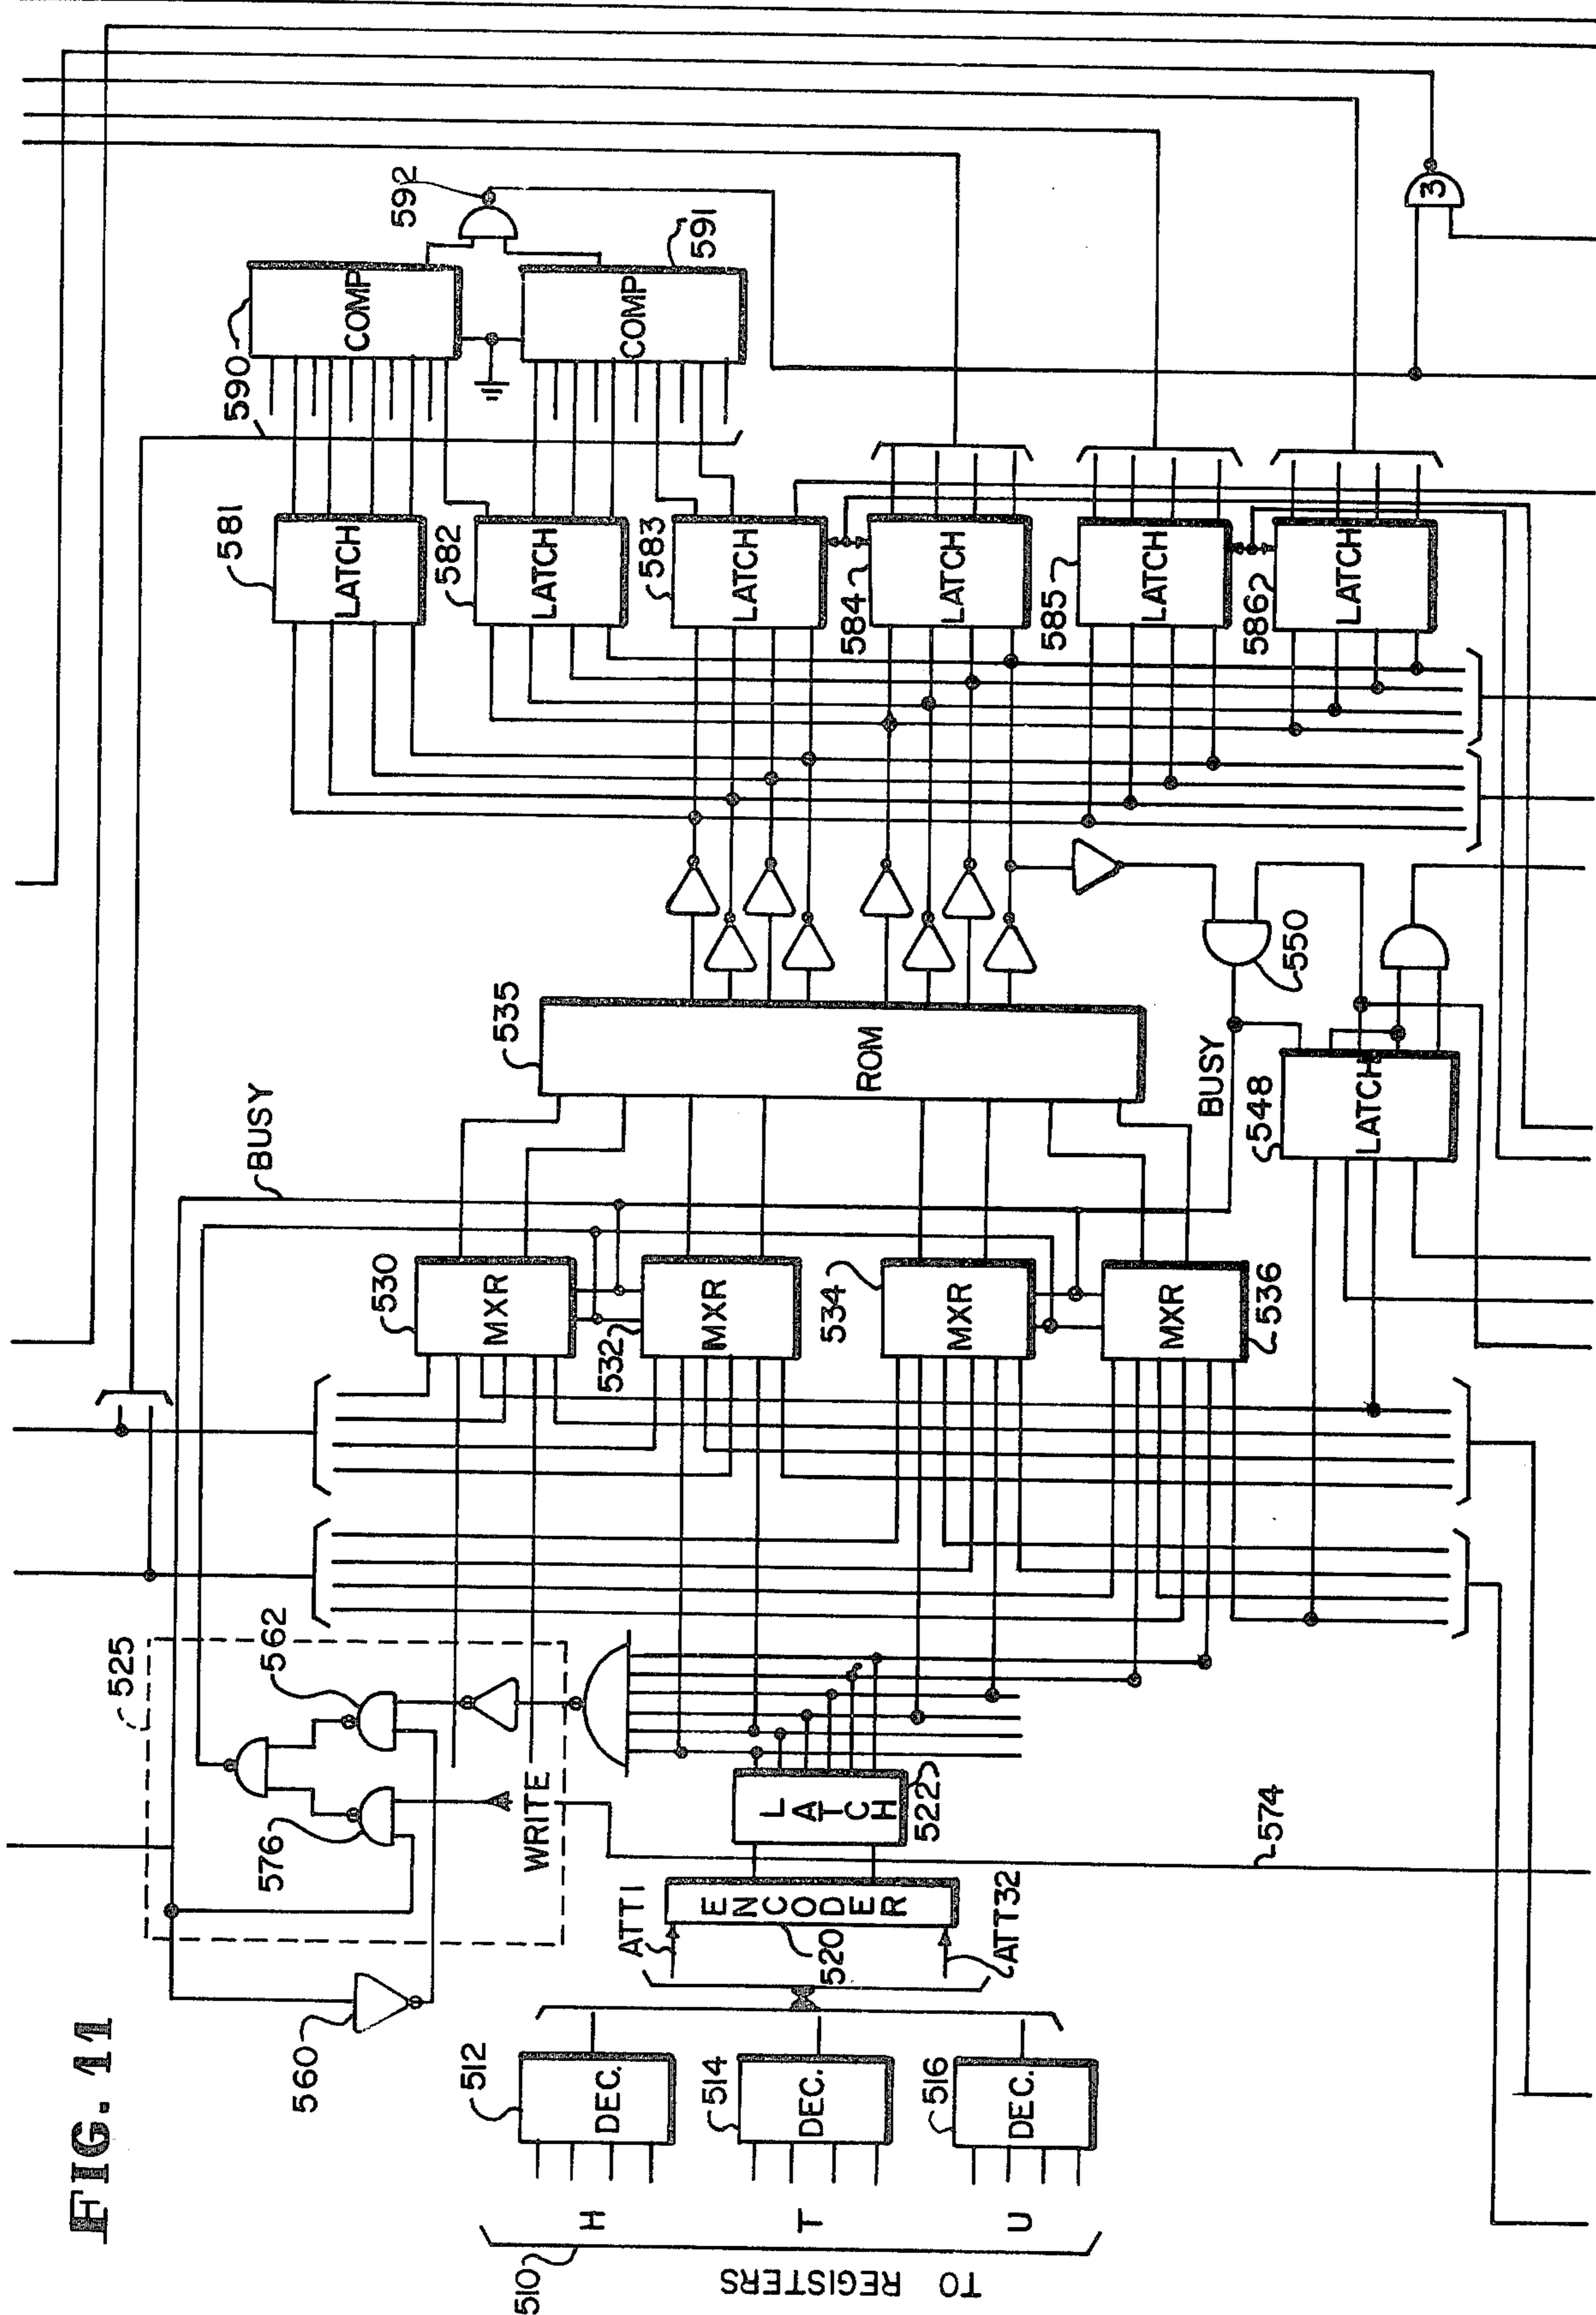 FIG. 11
TO REGISTERS
510
H
T
U
512
DEC.
514
DEC.
516
DEC.
560
ATT1
ATT32
520
ENCODER
522
LATCH
525
562
576
WRITE
574
530
MXR
532
MXR
534
MXR
536
MXR
BUSY
535
ROM
BUSY
548
LATCH
550
581
LATCH
582
LATCH
583
LATCH
584
LATCH
585
LATCH
586
LATCH
590
590
COMP
591
COMP
592
3